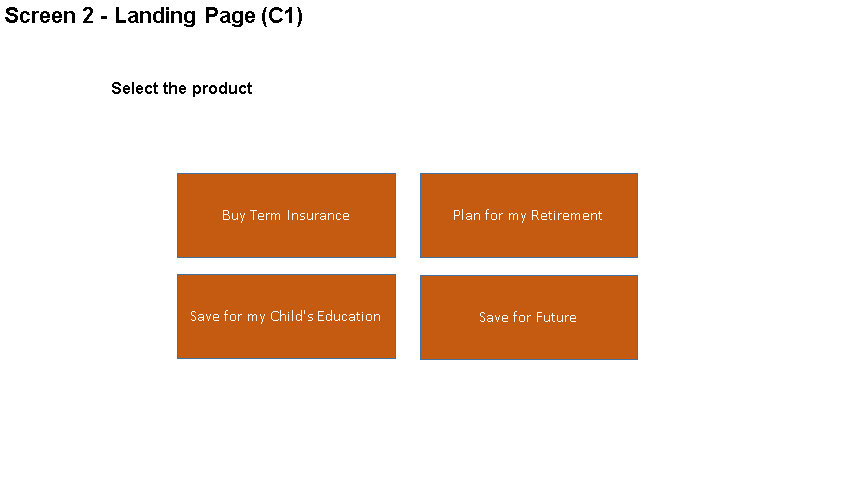 Screen 2 - Landing Page (C1)
Select the product
Buy Term Insurance
Plan for my Retirement
Save for my Child's Education
Save for Future